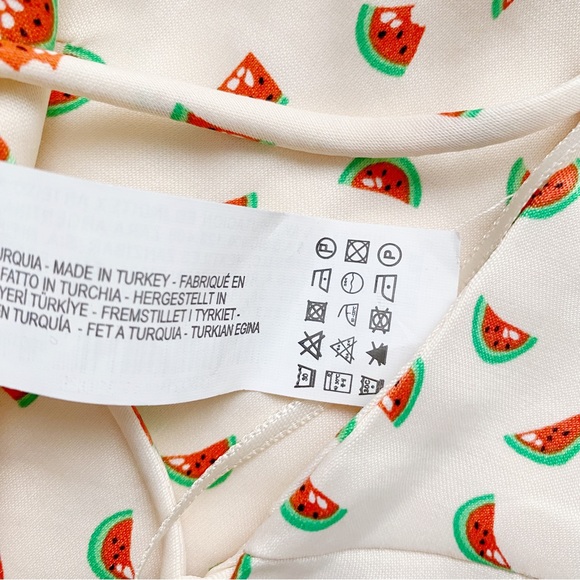 TURQUIA - MADE IN TURKEY - FABRIQUÉ EN
FATTO IN TURCHIA - HERGESTELLT IN
YERİ TÜRKİYE - FREMSTILLET I TYRKIET -
EN TURQUÍA - FET A TURQUIA - TURKIAN EGINA
P P